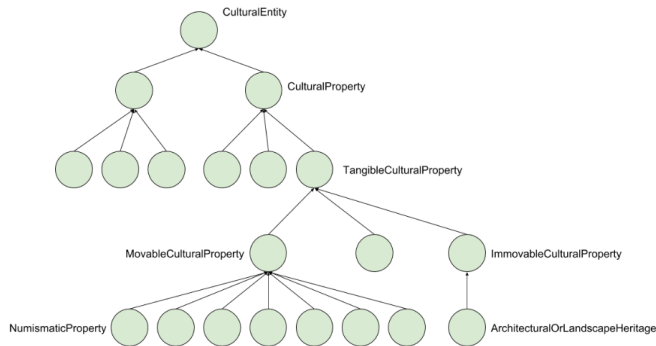 CulturalEntity
CulturalProperty
TangibleCulturalProperty
MovableCulturalProperty
ImmovableCulturalProperty
NumismaticProperty
ArchitecturalOrLandscapeHeritage